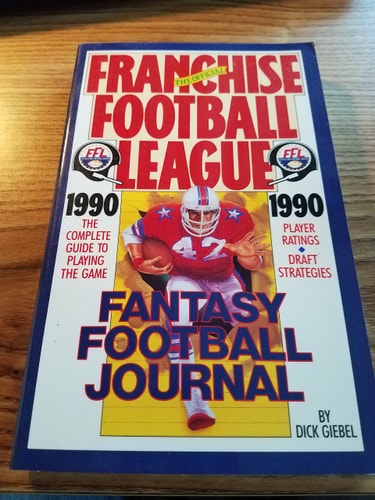 THE OFFICIAL
FRANCHISE
FOOTBALL
LEAGUE
FFL
FFL
1990
THE
COMPLETE
GUIDE TO
PLAYING
THE GAME
1990
PLAYER
RATINGS
DRAFT
STRATEGIES
42
FANTASY
FOOTBALL
JOURNAL
BY
DICK GIEBEL